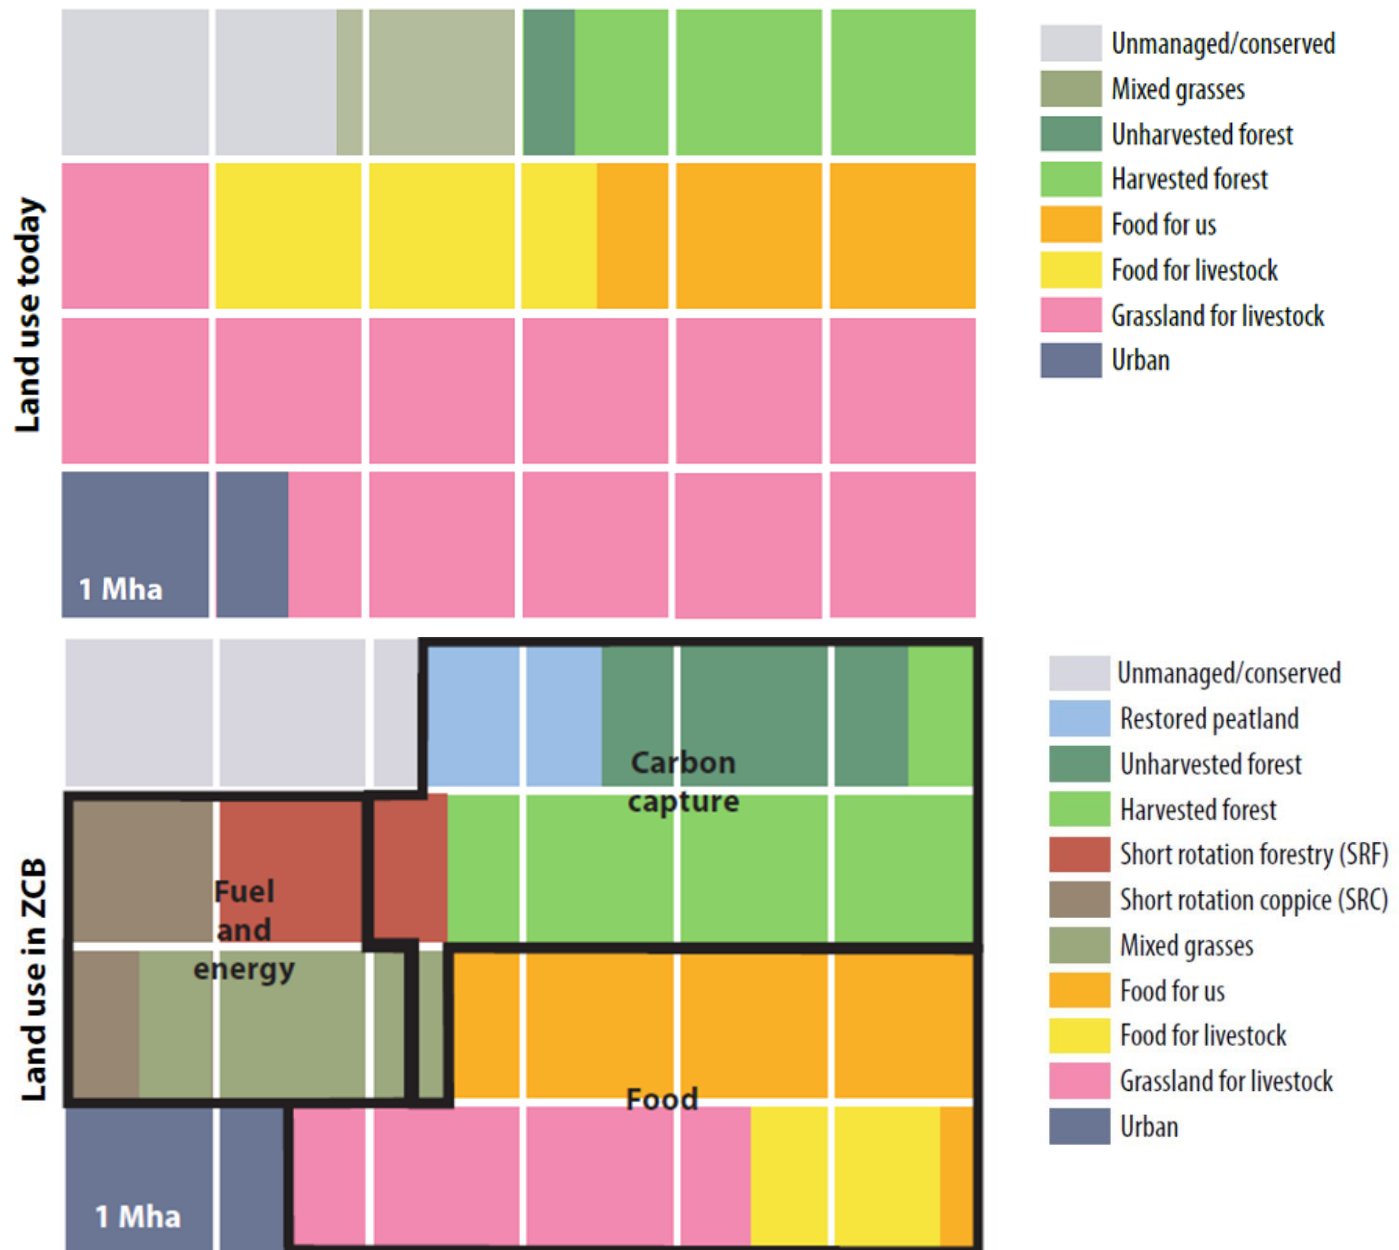 Land use today
1 Mha
Unmanaged/conserved
Mixed grasses
Unharvested forest
Harvested forest
Food for us
Food for livestock
Grassland for livestock
Urban
Land use in ZCB
Carbon
capture
Fuel
and
energy
Food
1 Mha
Unmanaged/conserved
Restored peatland
Unharvested forest
Harvested forest
Short rotation forestry (SRF)
Short rotation coppice (SRC)
Mixed grasses
Food for us
Food for livestock
Grassland for livestock
Urban